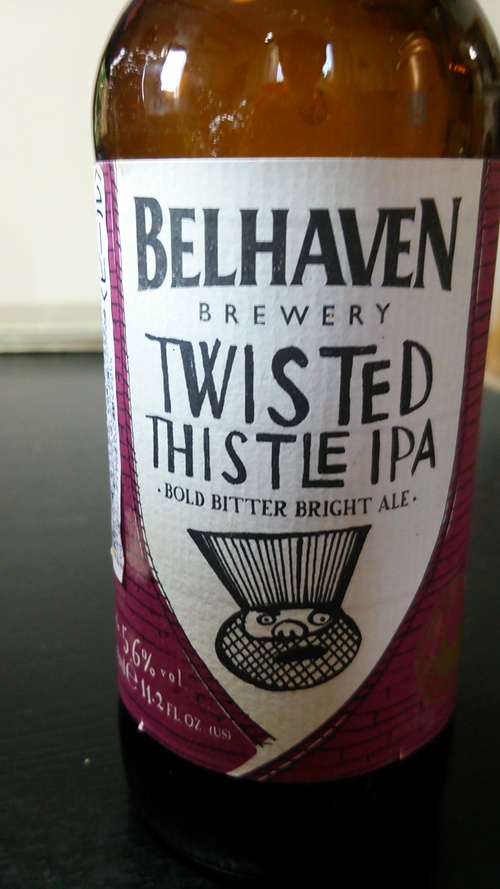 BELHAVEN
BREWERY
TWISTED
THISTLE IPA
·BOLD BITTER BRIGHT ALE·
5.6% vol
e 11.2 FL OZ (US)